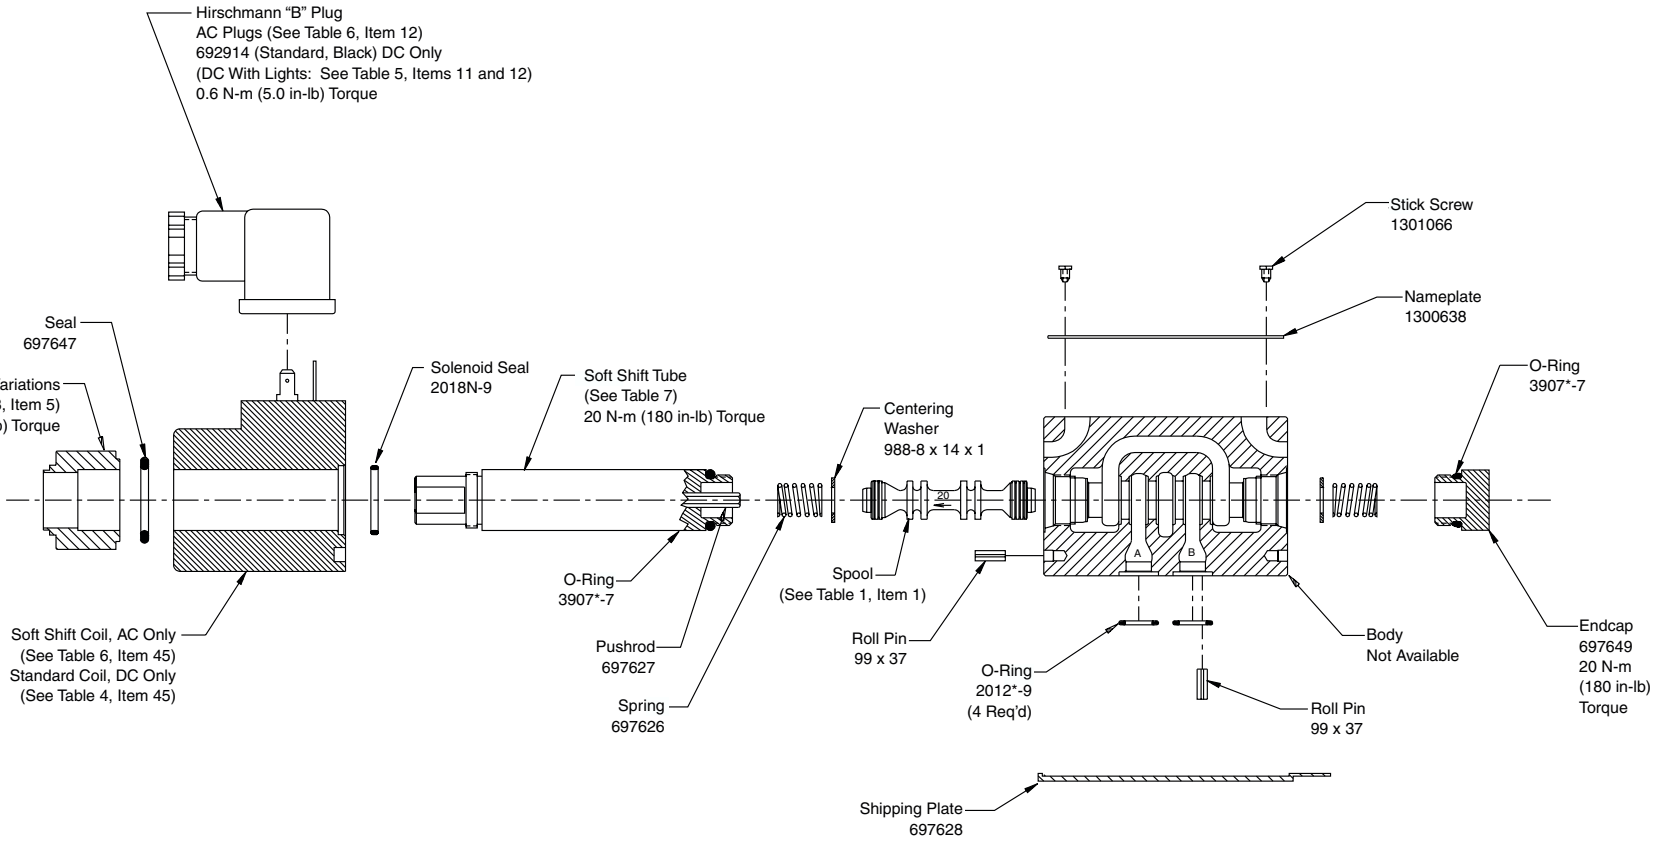 Hirschmann “B” Plug
AC Plugs (See Table 6, Item 12)
692914 (Standard, Black) DC Only
(DC With Lights:  See Table 5, Items 11 and 12)
0.6 N-m (5.0 in-lb) Torque
Stick Screw
1301066
Nameplate
1300638
Seal
697647
ariations
, Item 5)
) Torque
Solenoid Seal
2018N-9
Soft Shift Tube
(See Table 7)
20 N-m (180 in-lb) Torque
Centering
Washer
988-8 x 14 x 1
O-Ring
3907*-7
20
A
B
O-Ring
3907*-7
Spool
(See Table 1, Item 1)
Soft Shift Coil, AC Only
(See Table 6, Item 45)
Standard Coil, DC Only
(See Table 4, Item 45)
Pushrod
697627
Spring
697626
Roll Pin
99 x 37
O-Ring
2012*-9
(4 Req’d)
Roll Pin
99 x 37
Body
Not Available
Endcap
697649
20 N-m
(180 in-lb)
Torque
Shipping Plate
697628